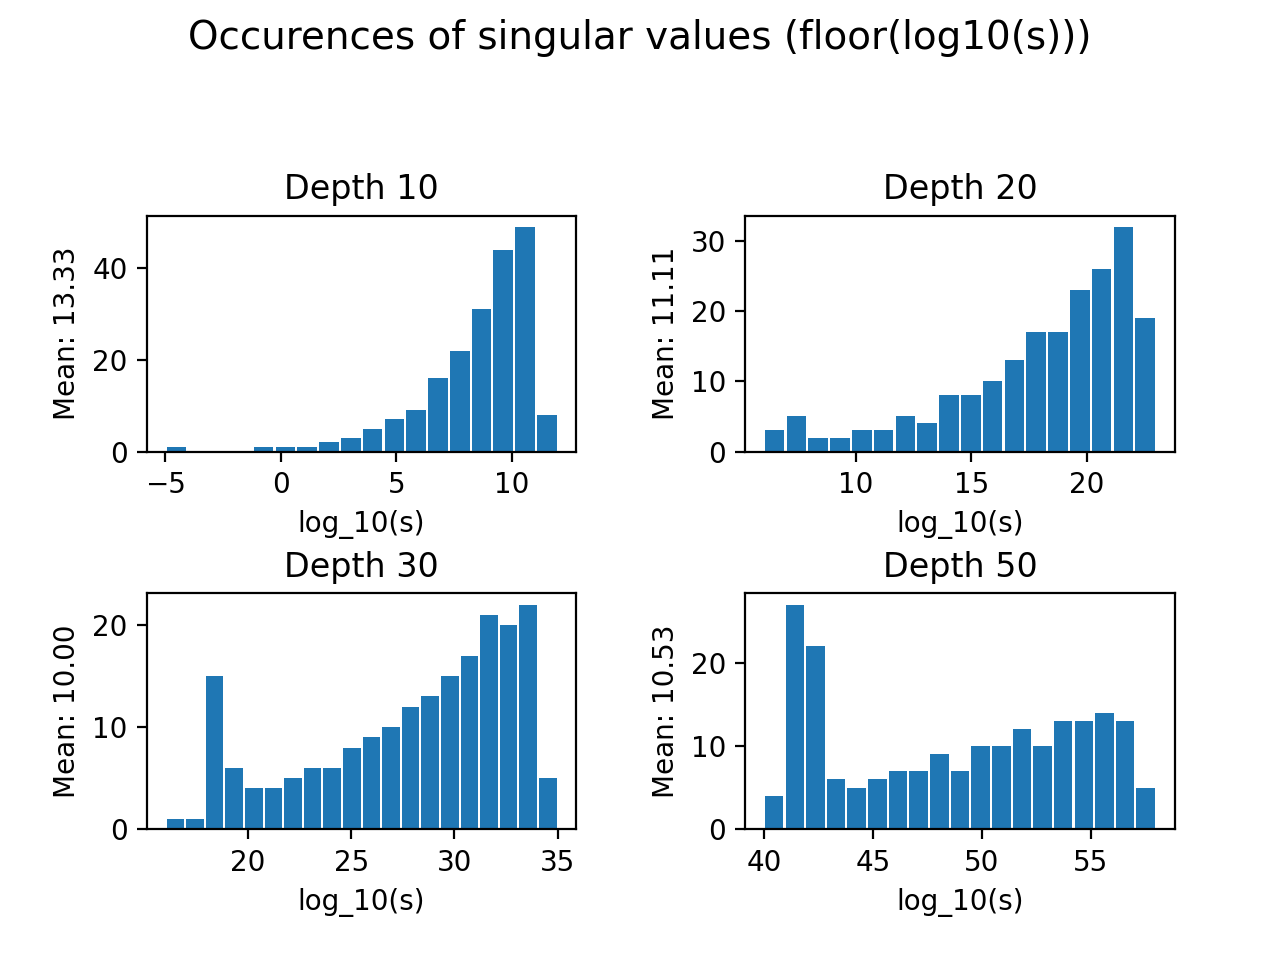 Occurences of singular values (floor(log10(s)))
Depth 10
Mean: 13.33
40
20
0
−5 0 5 10
log_10(s)
Depth 20
Mean: 11.11
30
20
10
0
10 15 20
log_10(s)
Depth 30
Mean: 10.00
20
10
0
20 25 30 35
log_10(s)
Depth 50
Mean: 10.53
20
10
0
40 45 50 55
log_10(s)